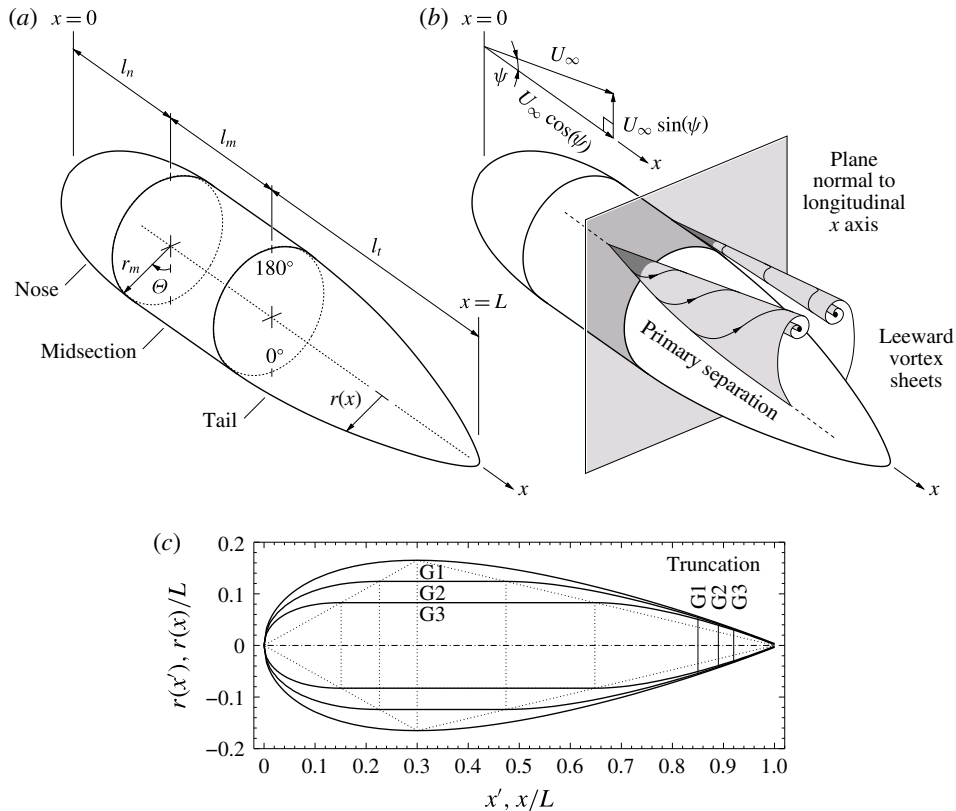 (a)
x = 0
l_n
l_m
l_t
r_m
Θ
180°
0°
x = L
r(x)
Nose
Midsection
Tail
x
(b)
x = 0
U∞
ψ
U∞ cos(ψ)
U∞ sin(ψ)
x
Plane
normal to
longitudinal
x axis
Primary separation
Leeward
vortex
sheets
x
(c)
0.2
0.1
0
−0.1
−0.2
r(x′), r(x)/L
G1
G2
G3
Truncation
G1
G2
G3
0 0.1 0.2 0.3 0.4 0.5 0.6 0.7 0.8 0.9 1.0
x′, x/L